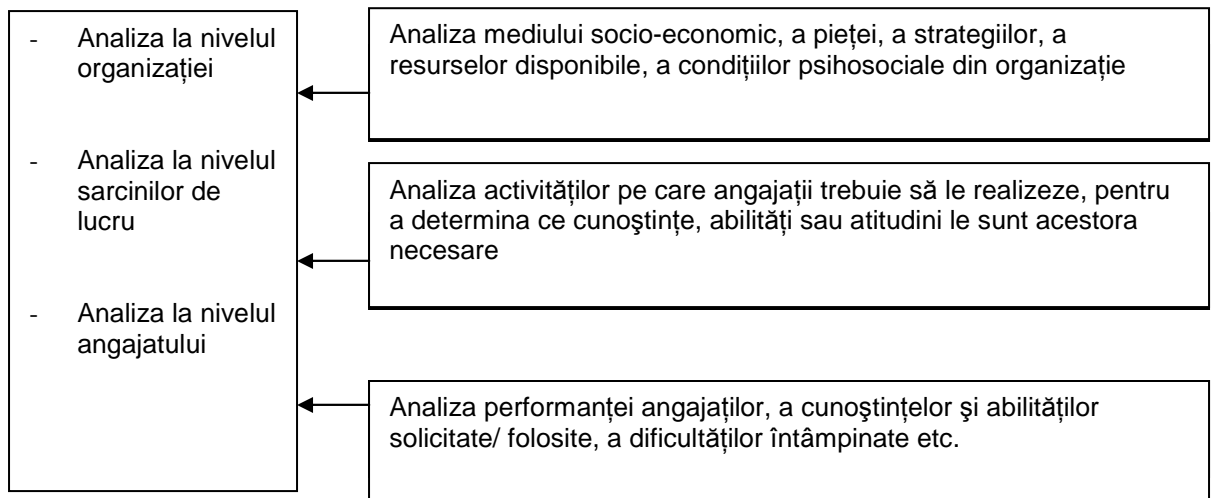 - Analiza la nivelul
organizației
- Analiza la nivelul
sarcinilor de
lucru
- Analiza la nivelul
angajatului
Analiza mediului socio-economic, a pieței, a strategiilor, a
resurselor disponibile, a condițiilor psihosociale din organizație
Analiza activităților pe care angajații trebuie să le realizeze, pentru
a determina ce cunoştințe, abilități sau atitudini le sunt acestora
necesare
Analiza performanței angajaților, a cunoştințelor şi abilităților
solicitate/ folosite, a dificultăților întâmpinate etc.